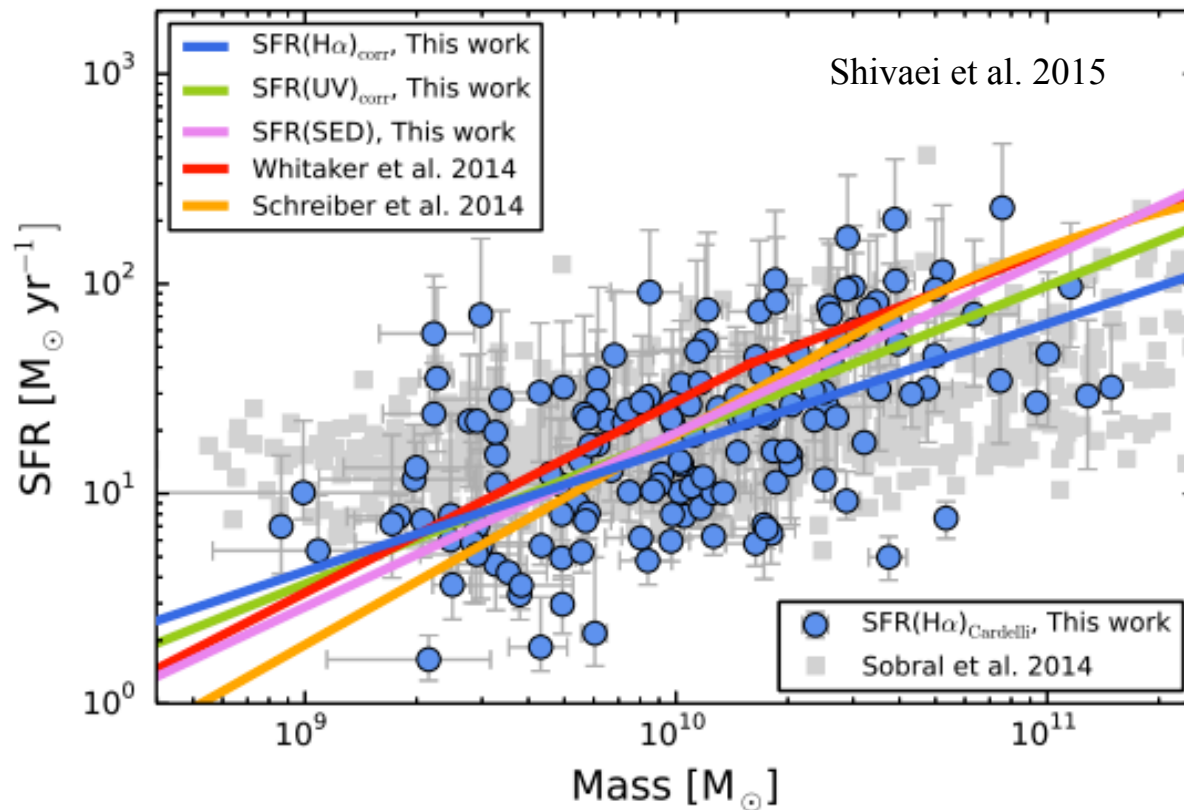 SFR(Hα)corr, This work
SFR(UV)corr, This work
SFR(SED), This work
Whitaker et al. 2014
Schreiber et al. 2014
Shivaei et al. 2015
10³
10²
10¹
10⁰
SFR [M⊙ yr⁻¹]
SFR(Hα)Cardelli, This work
Sobral et al. 2014
10⁹
10¹⁰
10¹¹
Mass [M⊙]